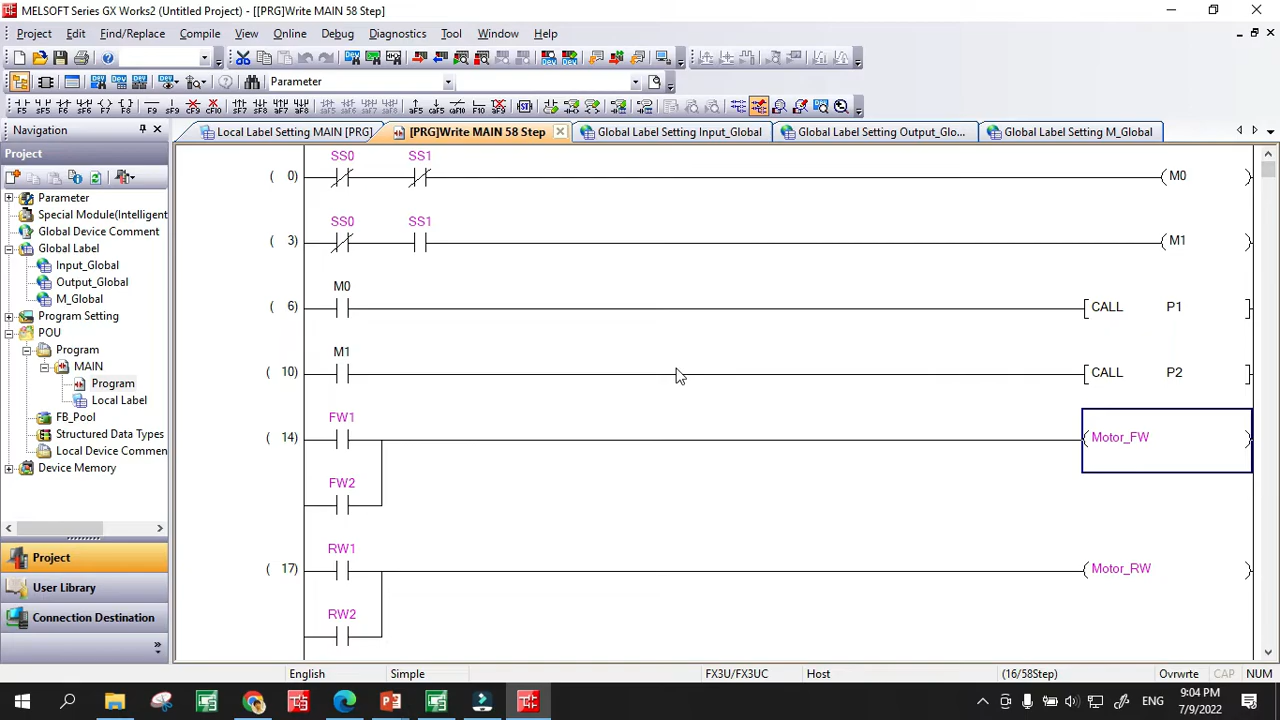 MELSOFT Series GX Works2 (Untitled Project) - [[PRG]Write MAIN 58 Step]
Project Edit Find/Replace Compile View Online Debug Diagnostics Tool Window Help
Parameter
Navigation
Local Label Setting MAIN [PRG] [PRG]Write MAIN 58 Step Global Label Setting Input_Global Global Label Setting Output_Glo... Global Label Setting M_Global
Project
Parameter
Special Module(Intelligent
Global Device Comment
Global Label
Input_Global
Output_Global
M_Global
Program Setting
POU
Program
MAIN
Program
Local Label
FB_Pool
Structured Data Types
Local Device Commen
Device Memory
Project
User Library
Connection Destination
SS0 SS1
( 0) M0
SS0 SS1
( 3) M1
M0
( 6) CALL P1
M1
( 10) CALL P2
FW1
( 14) Motor_FW
FW2
RW1
( 17) Motor_RW
RW2
English Simple FX3U/FX3UC Host (16/58Step) Ovrwrte CAP NUM
ENG
9:04 PM
7/9/2022